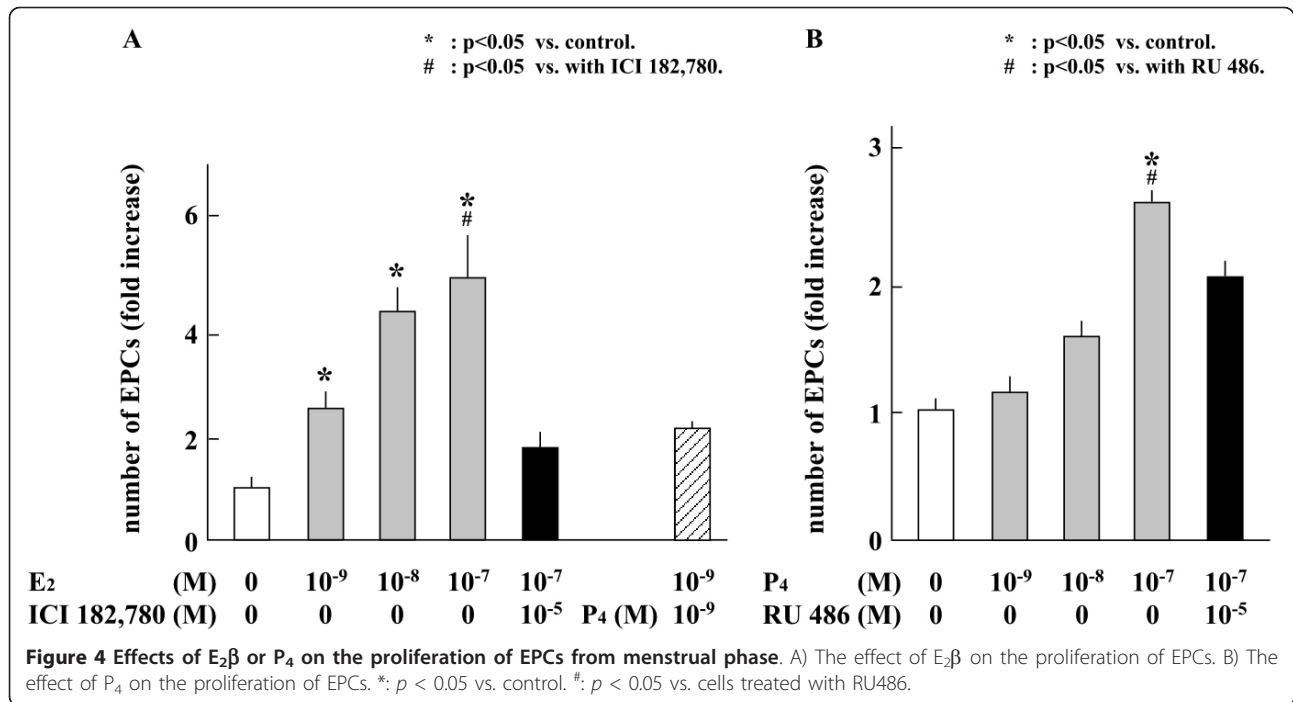 A
* : p<0.05 vs. control.
# : p<0.05 vs. with ICI 182,780.
number of EPCs (fold increase)
6
4
2
0
*
*
*
#
E₂ (M) 0 10⁻⁹ 10⁻⁸ 10⁻⁷ 10⁻⁷ 10⁻⁹
ICI 182,780 (M) 0 0 0 0 10⁻⁵ P₄ (M) 10⁻⁹
B
* : p<0.05 vs. control.
# : p<0.05 vs. with RU 486.
number of EPCs (fold increase)
3
2
1
0
*
#
P₄ (M) 0 10⁻⁹ 10⁻⁸ 10⁻⁷ 10⁻⁷
RU 486 (M) 0 0 0 0 10⁻⁵
Figure 4 Effects of E₂β or P₄ on the proliferation of EPCs from menstrual phase. A) The effect of E₂β on the proliferation of EPCs. B) The
effect of P₄ on the proliferation of EPCs. *: p < 0.05 vs. control. #: p < 0.05 vs. cells treated with RU486.